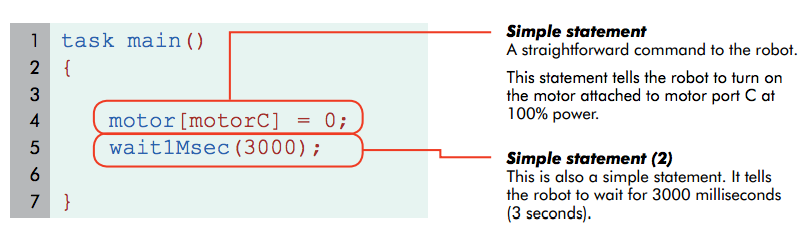 1 task main()
2 {
3
4 motor[motorC] = 0;
5 wait1Msec(3000);
6
7 }
Simple statement
A straightforward command to the robot.
This statement tells the robot to turn on
the motor attached to motor port C at
100% power.
Simple statement (2)
This is also a simple statement. It tells
the robot to wait for 3000 milliseconds
(3 seconds).